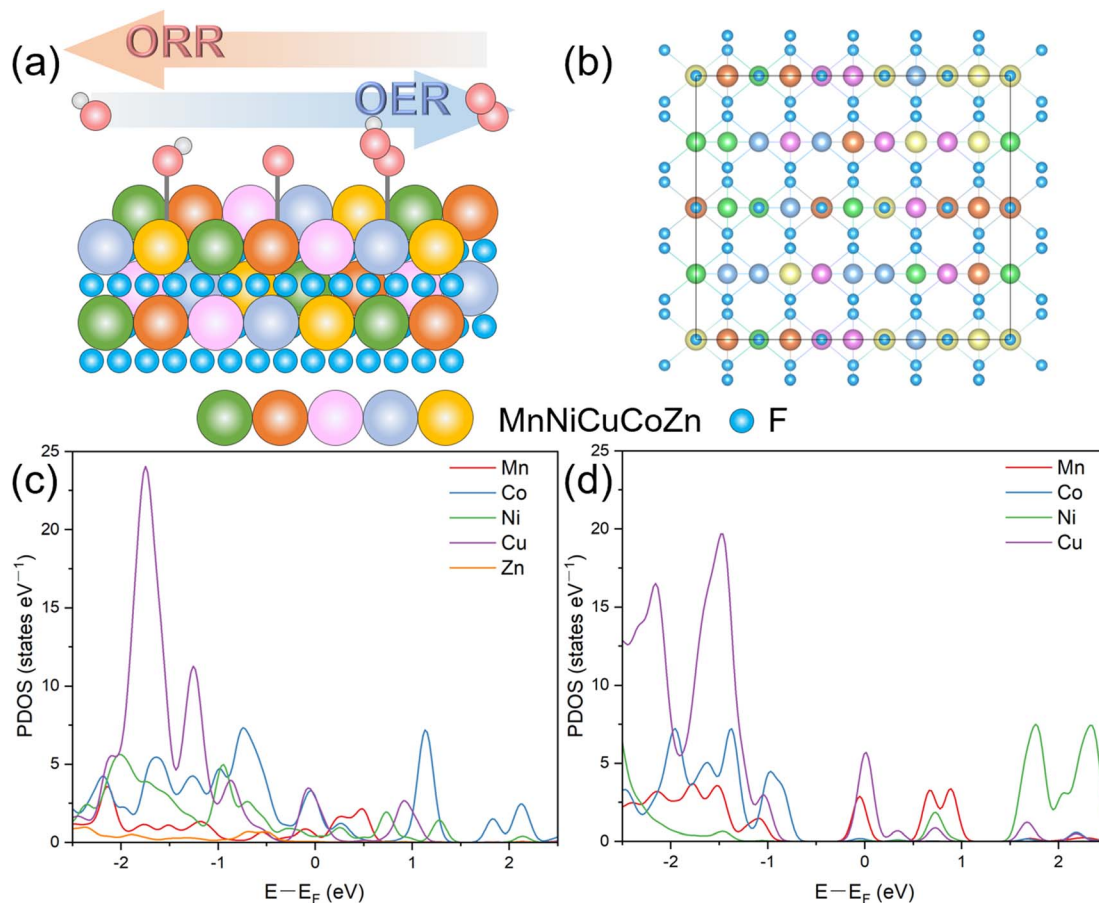 (a)
ORR
OER
(b)
MnNiCuCoZn F
(c)
25
20
15
10
5
0
PDOS (states eV⁻¹)
Mn
Co
Ni
Cu
Zn
-2
-1
0
1
2
E－E_F (eV)
(d)
25
20
15
10
5
0
PDOS (states eV⁻¹)
Mn
Co
Ni
Cu
-2
-1
0
1
2
E－E_F (eV)